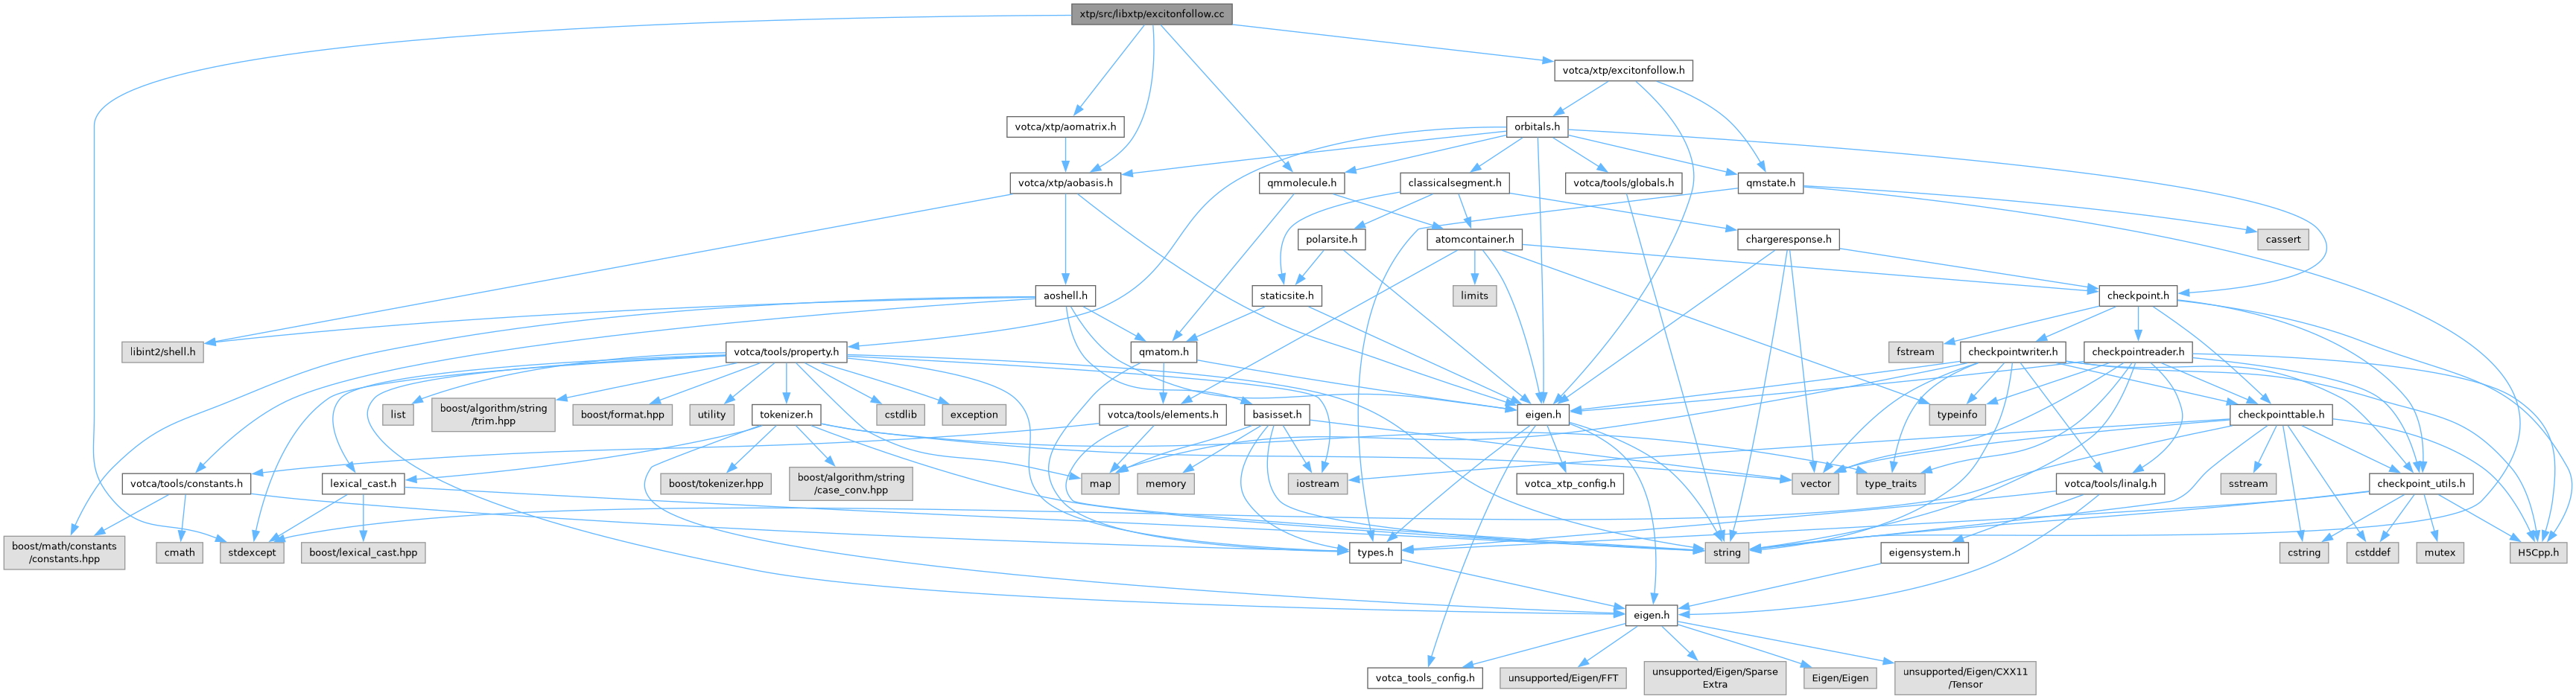 xtp/src/libxtp/excitonfollow.cc
votca/xtp/excitonfollow.h
votca/xtp/aomatrix.h
orbitals.h
votca/xtp/aobasis.h
qmmolecule.h
classicalsegment.h
votca/tools/globals.h
qmstate.h
polarsite.h
atomcontainer.h
chargeresponse.h
cassert
aoshell.h
staticsite.h
limits
checkpoint.h
libint2/shell.h
votca/tools/property.h
qmatom.h
fstream
checkpointwriter.h
checkpointreader.h
list
boost/algorithm/string
/trim.hpp
boost/format.hpp
utility
tokenizer.h
cstdlib
exception
votca/tools/elements.h
basisset.h
eigen.h
typeinfo
checkpointtable.h
votca/tools/constants.h
lexical_cast.h
boost/tokenizer.hpp
boost/algorithm/string
/case_conv.hpp
map
memory
iostream
votca_xtp_config.h
vector
type_traits
votca/tools/linalg.h
sstream
checkpoint_utils.h
boost/math/constants
/constants.hpp
cmath
stdexcept
boost/lexical_cast.hpp
types.h
string
eigensystem.h
cstring
cstddef
mutex
H5Cpp.h
eigen.h
votca_tools_config.h
unsupported/Eigen/FFT
unsupported/Eigen/Sparse
Extra
Eigen/Eigen
unsupported/Eigen/CXX11
/Tensor